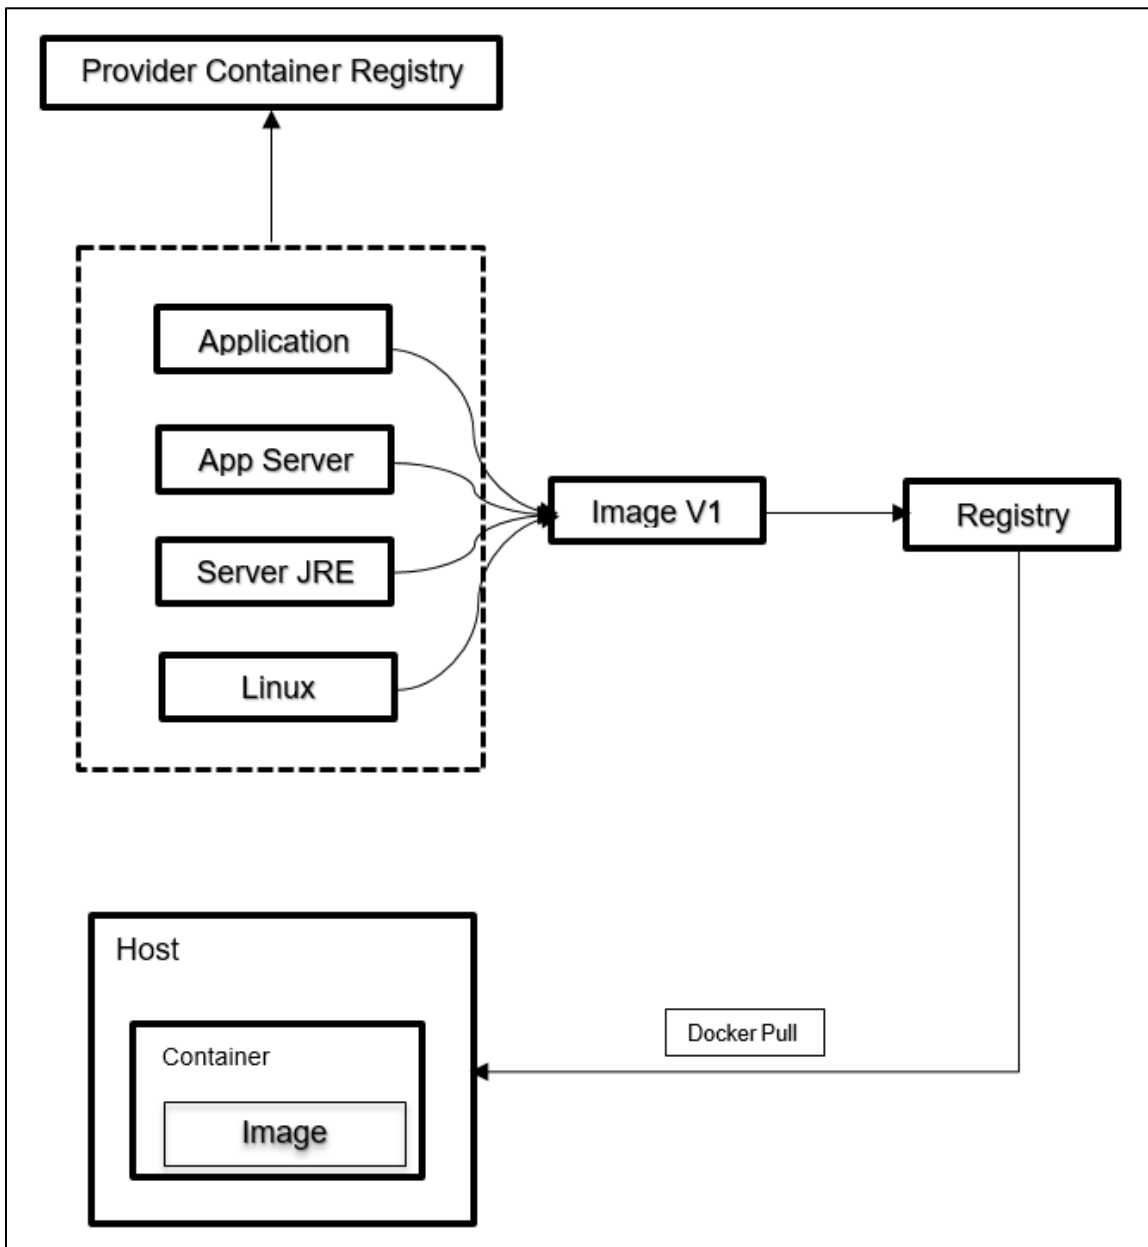 Provider Container Registry
Application
App Server
Server JRE
Linux
Image V1
Registry
Host
Container
Image
Docker Pull